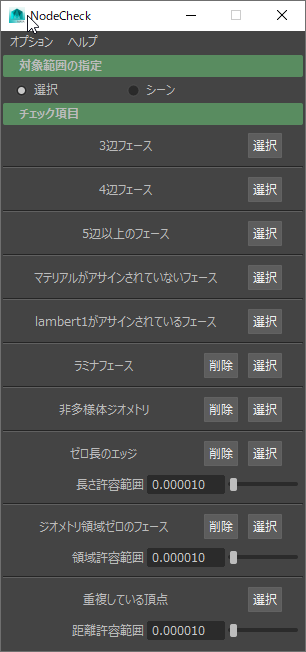 NodeCheck
オプション ヘルプ
対象範囲の指定
選択 シーン
チェック項目
3辺フェース 選択
4辺フェース 選択
5辺以上のフェース 選択
マテリアルがアサインされていないフェース 選択
lambert1がアサインされているフェース 選択
ラミナフェース 削除 選択
非多様体ジオメトリ 削除 選択
ゼロ長のエッジ 削除 選択
長さ許容範囲 0.000010
ジオメトリ領域ゼロのフェース 削除 選択
領域許容範囲 0.000010
重複している頂点 選択
距離許容範囲 0.000010